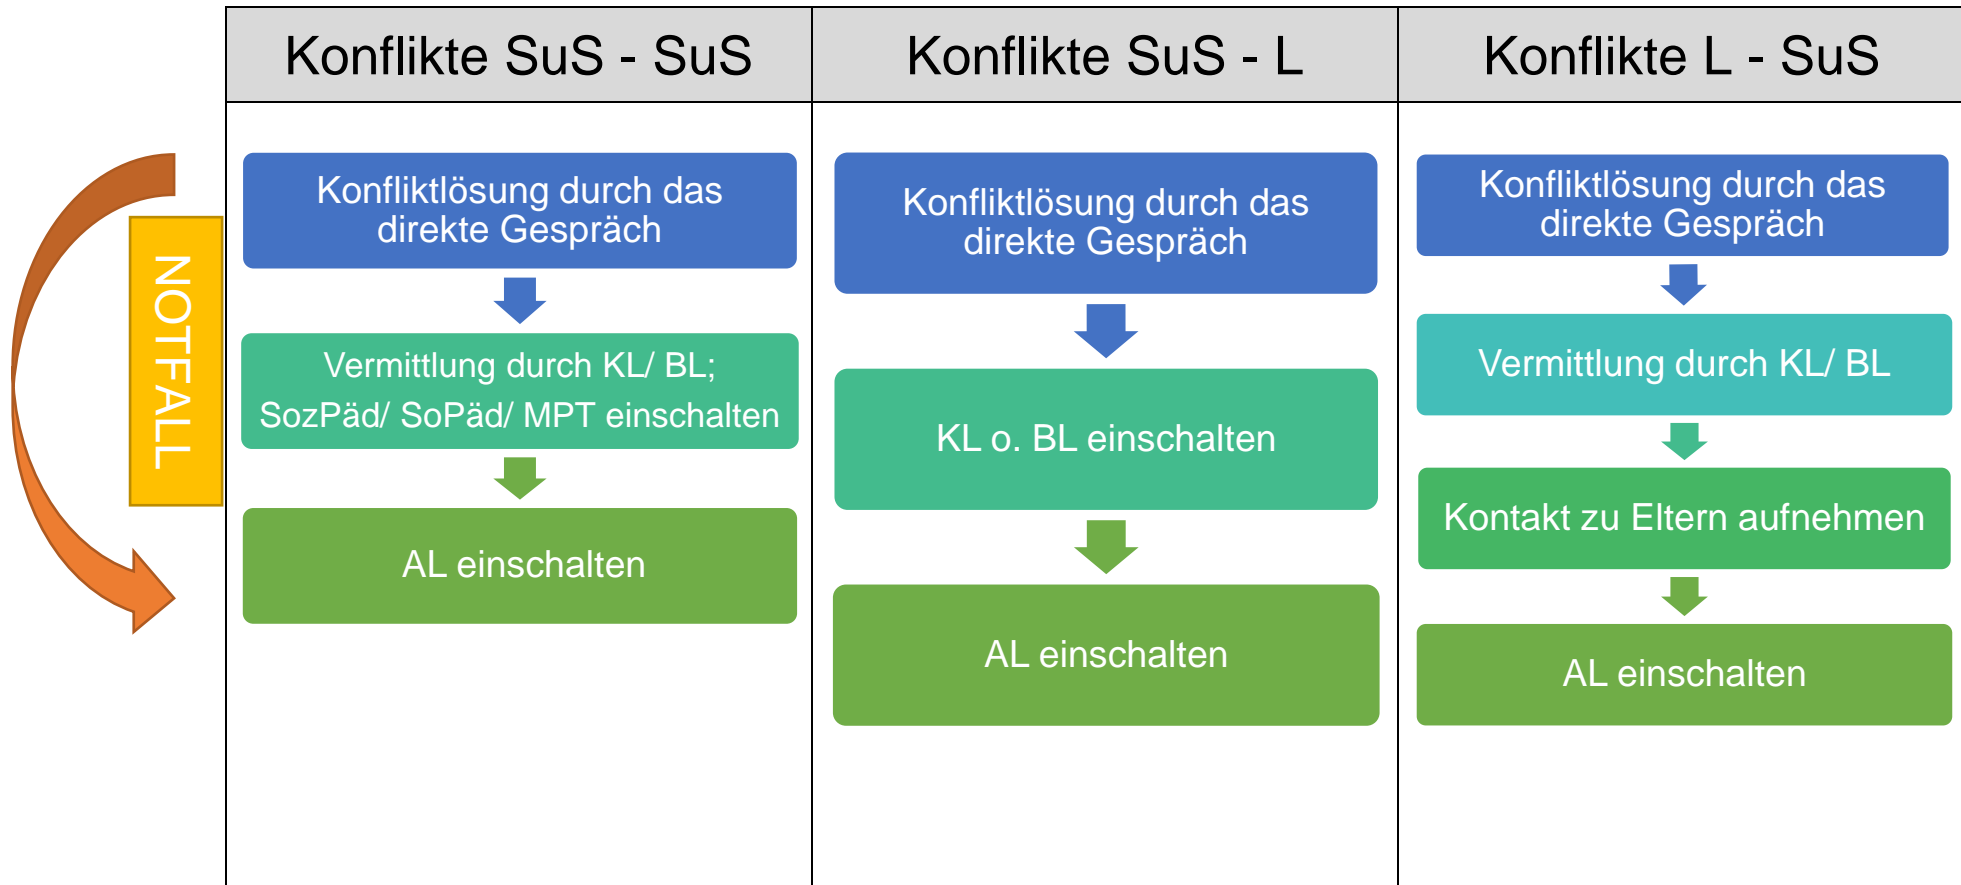 Konflikte SuS - SuS
Konflikte SuS - L
Konflikte L - SuS
NOTFALL
Konfliktlösung durch das
direkte Gespräch
Vermittlung durch KL/ BL;
SozPäd/ SoPäd/ MPT einschalten
AL einschalten
Konfliktlösung durch das
direkte Gespräch
KL o. BL einschalten
AL einschalten
Konfliktlösung durch das
direkte Gespräch
Vermittlung durch KL/ BL
Kontakt zu Eltern aufnehmen
AL einschalten